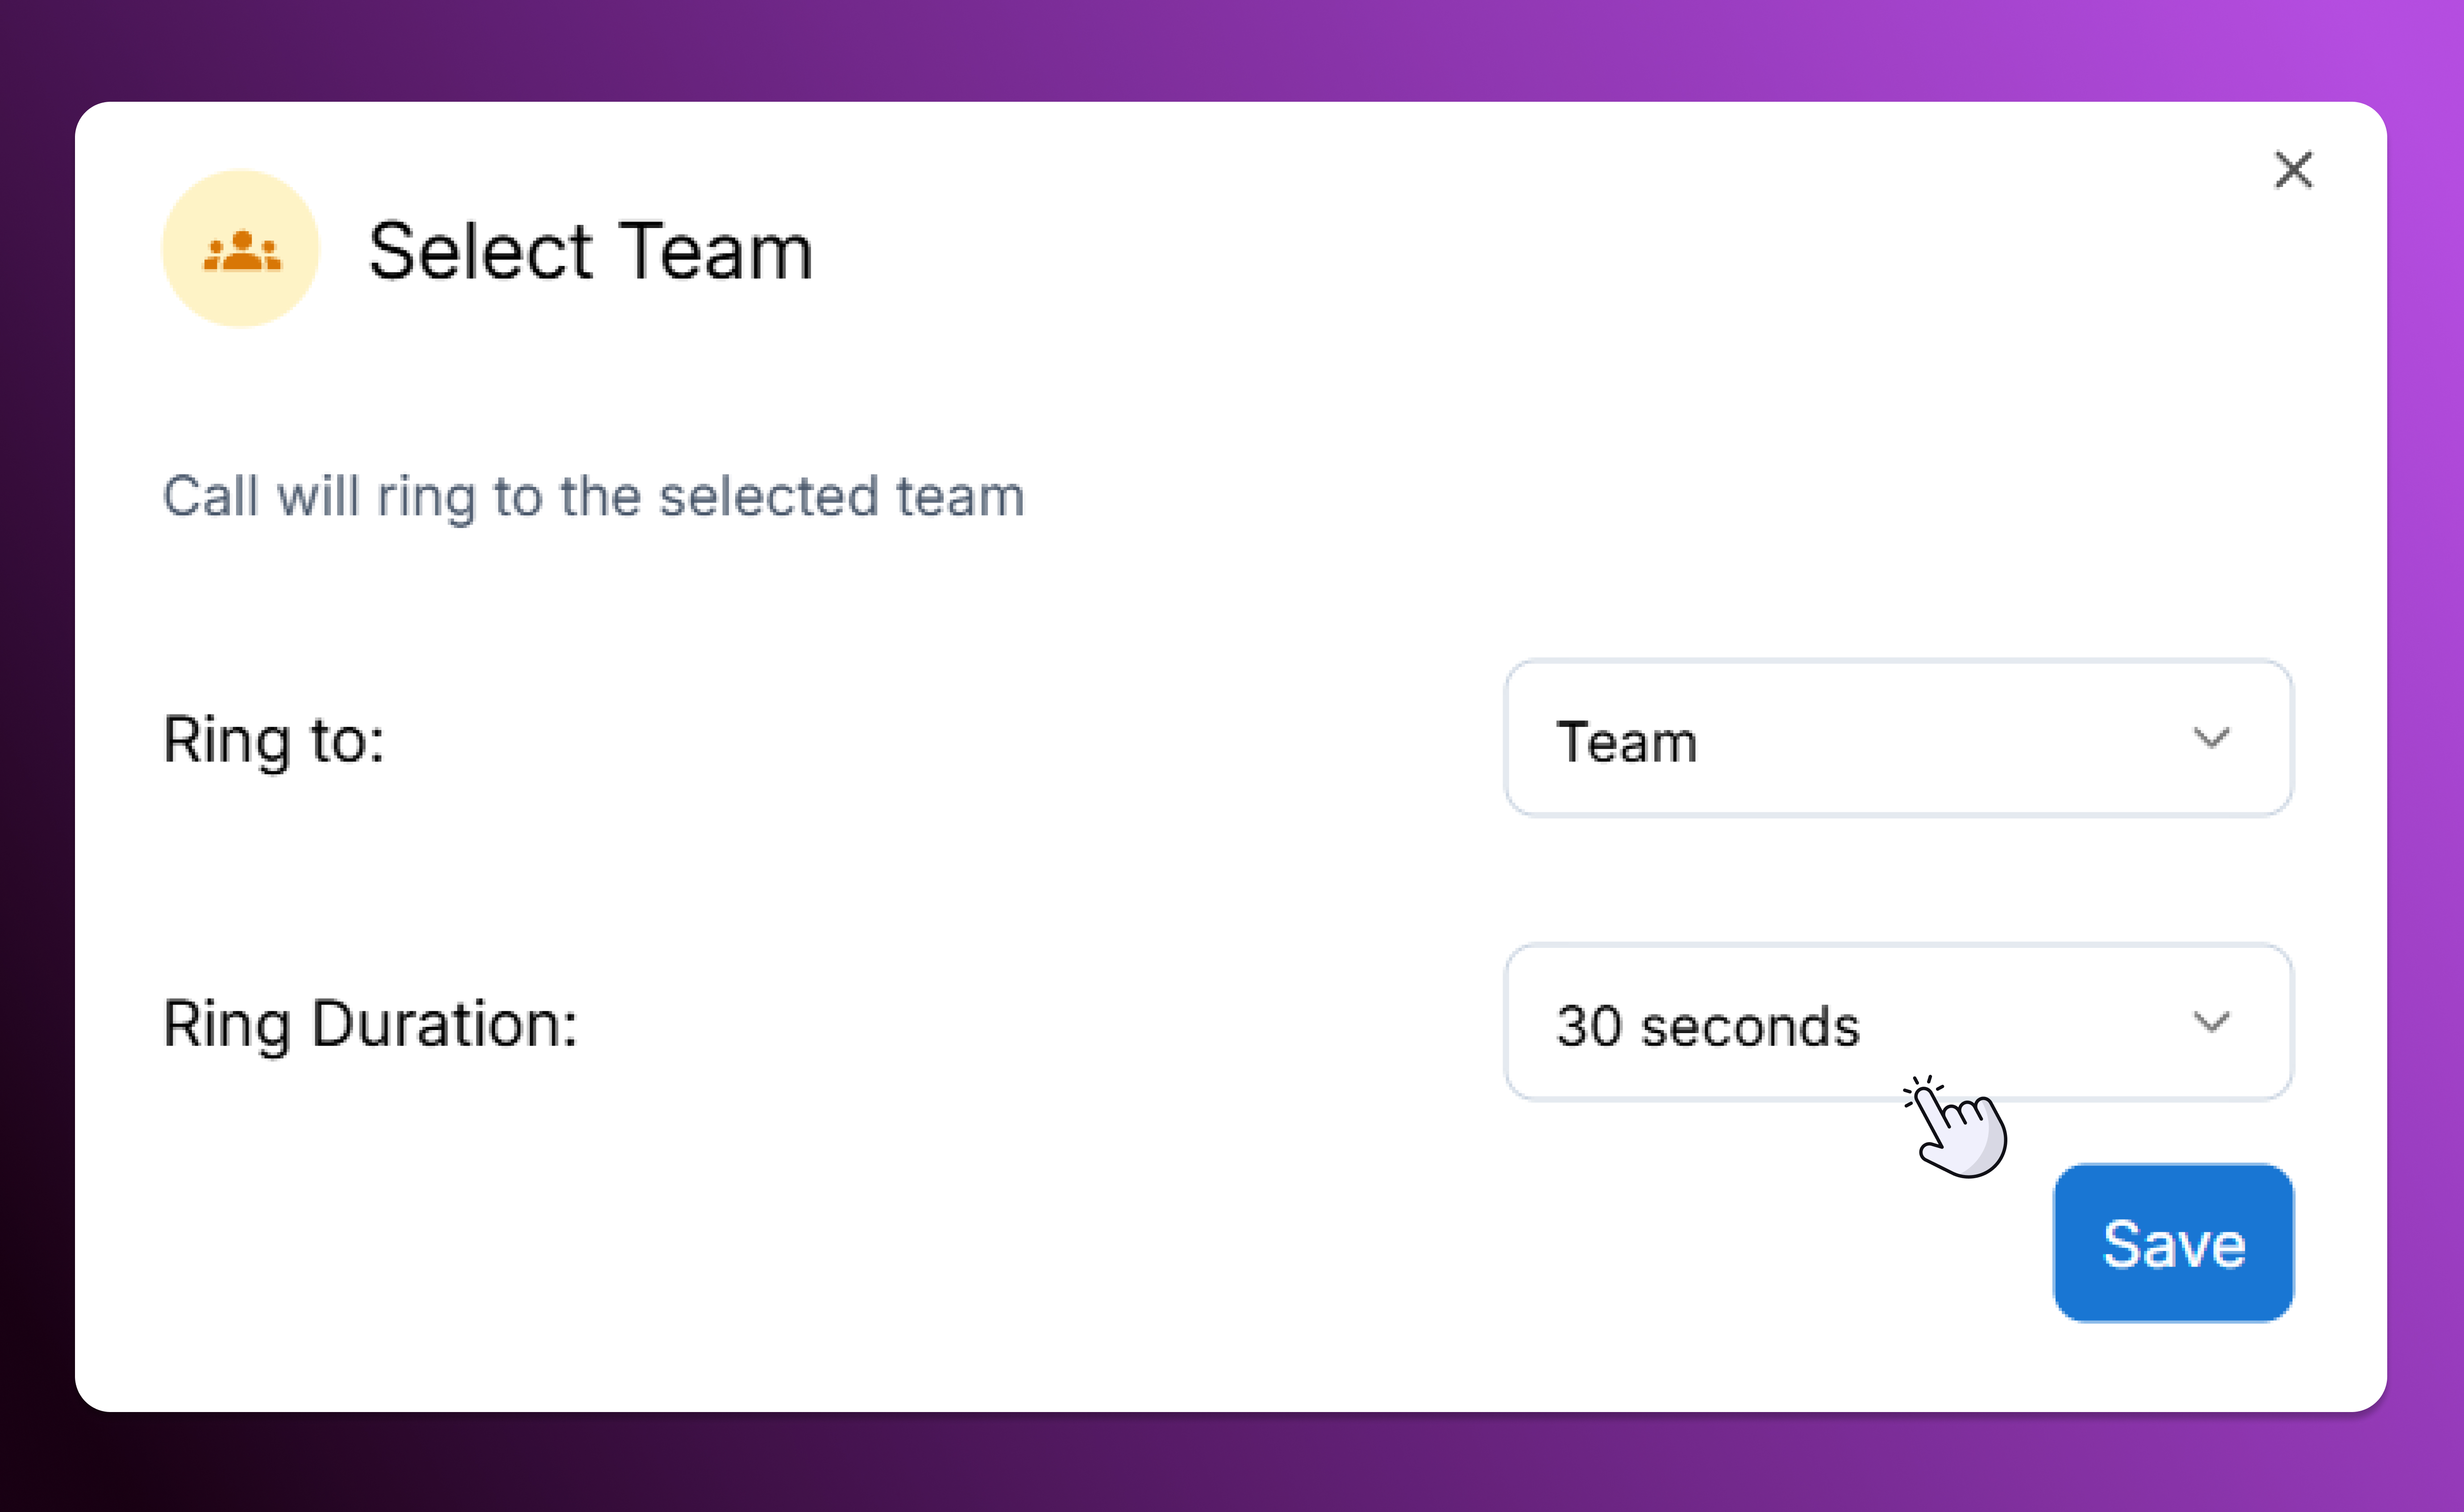 Select Team
Call will ring to the selected team
Ring to:
Team
Ring Duration:
30 seconds
Save